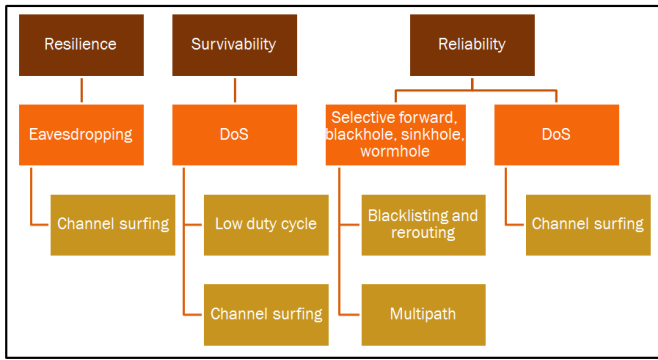 Resilience
Survivability
Reliability
Eavesdropping
DoS
Selective forward,
blackhole, sinkhole,
wormhole
DoS
Channel surfing
Low duty cycle
Blacklisting and
rerouting
Channel surfing
Channel surfing
Multipath